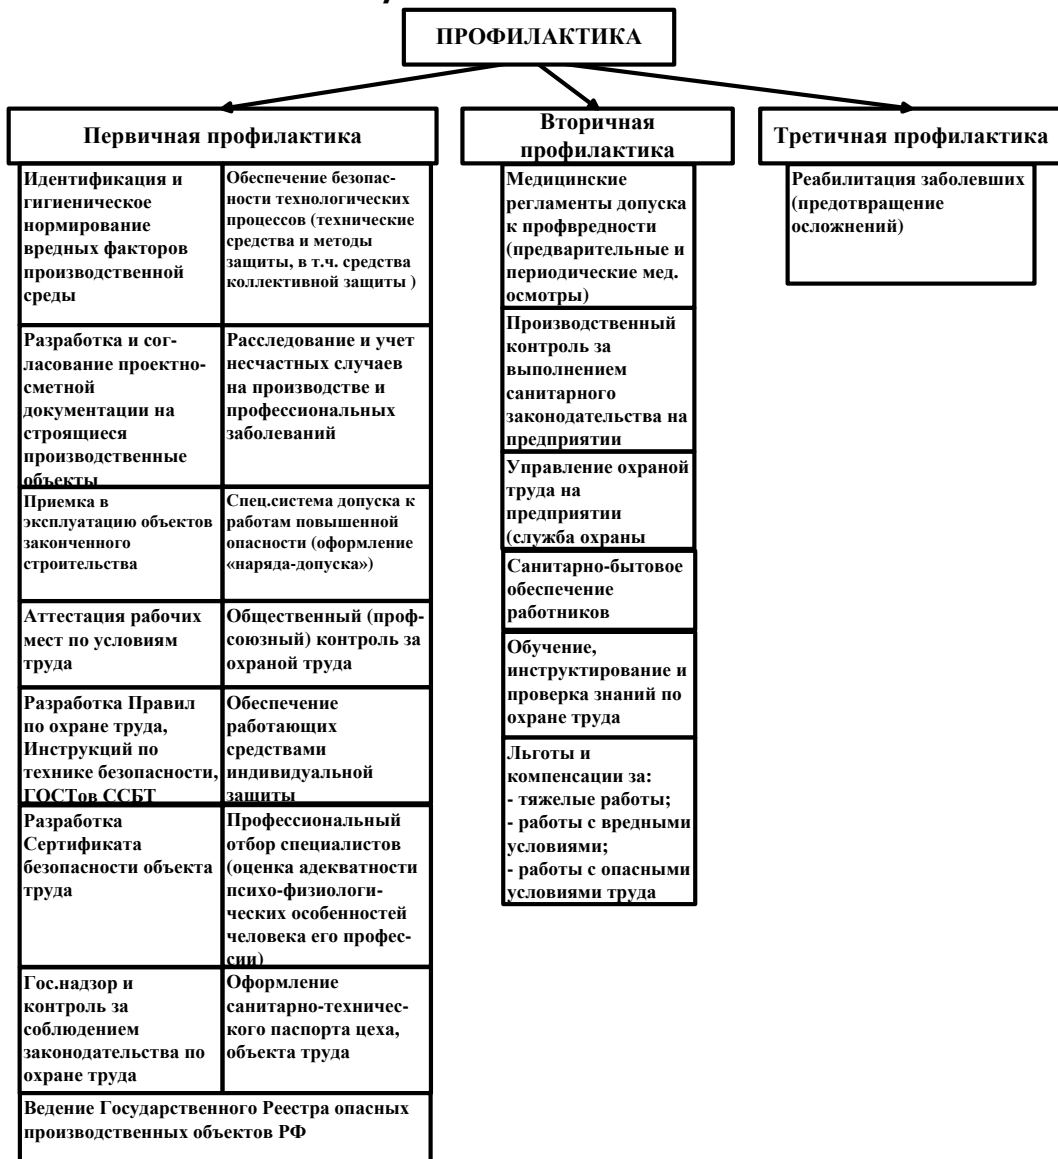 ПРОФИЛАКТИКА
Первичная профилактика
Идентификация и
гигиеническое
нормирование
вредных факторов
производственной
среды
Обеспечение безопас-
ности технологических
процессов (технические
средства и методы
защиты, в т.ч. средства
коллективной защиты )
Разработка и сог-
ласование проектно-
сметной
документации на
строящиеся
производственные
объекты
Расследование и учет
несчастных случаев
на производстве и
профессиональных
заболеваний
Приемка в
эксплуатацию объектов
законченного
строительства
Спец.система допуска к
работам повышенной
опасности (оформление
«наряда-допуска»)
Аттестация рабочих
мест по условиям
труда
Общественный (проф-
союзный) контроль за
охраной труда
Разработка Правил
по охране труда,
Инструкций по
технике безопасности,
ГОСТов ССБТ
Обеспечение
работающих
средствами
индивидуальной
защиты
Разработка
Сертификата
безопасности объекта
труда
Профессиональный
отбор специалистов
(оценка адекватности
психо-физиологи-
ческих особенностей
человека его профес-
сии)
Гос.надзор и
контроль за
соблюдением
законодательства по
охране труда
Оформление
санитарно-техничес-
кого паспорта цеха,
объекта труда
Ведение Государственного Реестра опасных
производственных объектов РФ
Вторичная
профилактика
Медицинские
регламенты допуска
к профвредности
(предварительные и
периодические мед.
осмотры)
Производственный
контроль за
выполнением
санитарного
законодательства на
предприятии
Управление охраной
труда на
предприятии
(служба охраны
Санитарно-бытовое
обеспечение
работников
Обучение,
инструктирование и
проверка знаний по
охране труда
Льготы и
компенсации за:
- тяжелые работы;
- работы с вредными
условиями;
- работы с опасными
условиями труда
Третичная профилактика
Реабилитация заболевших
(предотвращение
осложнений)